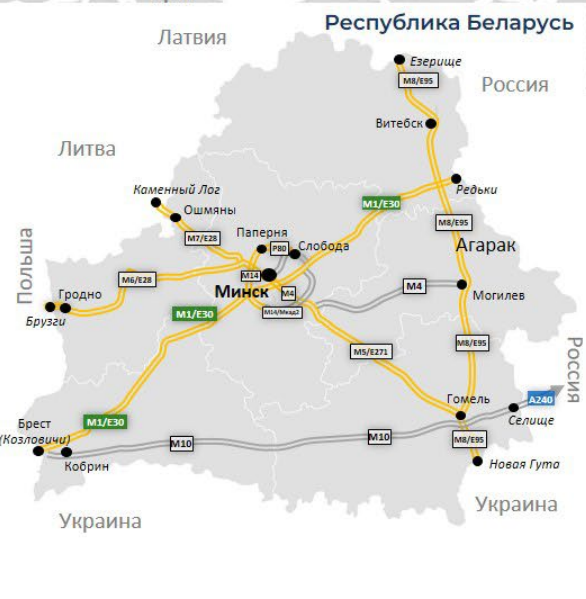 Республика Беларусь
Латвия
Езерище
M8/E95
Россия
Витебск
Литва
Каменный Лог
Редьки
Ошмяны
M1/E30
M7/E28
Паперня
P80
Слобода
M8/E95
Агарак
Польша
M6/E28
M14
Минск
M4
M4
Гродно
Могилев
Брузги
M1/E30
M14/Мкад2
M5/E271
M8/E95
Россия
Гомель
A240
Брест
(Козловичи)
M1/E30
Селище
M10
M10
M8/E95
Кобрин
Новая Гута
Украина
Украина